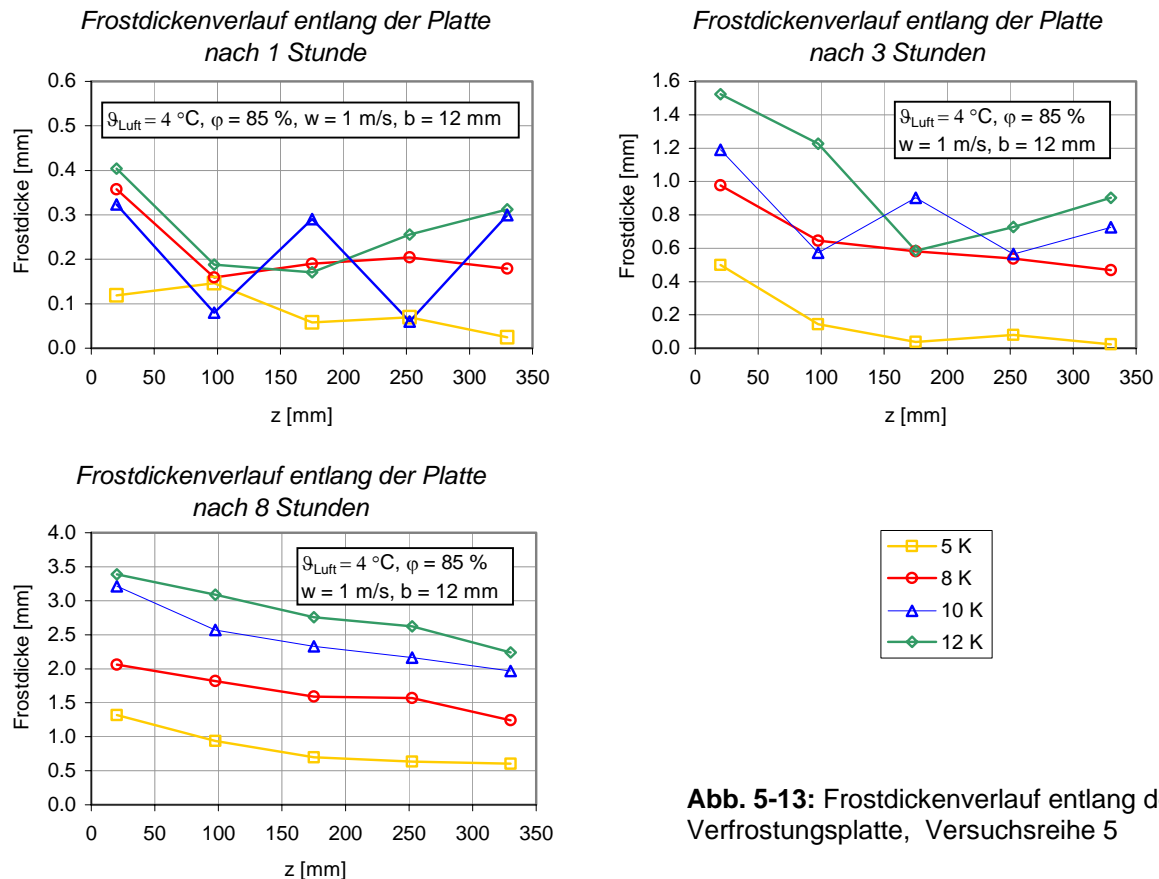 Frostdickenverlauf entlang der Platte
nach 1 Stunde
ϑLuft = 4 °C, φ = 85 %, w = 1 m/s, b = 12 mm
Frostdicke [mm]
0.6
0.5
0.4
0.3
0.2
0.1
0.0
0 50 100 150 200 250 300 350
z [mm]
Frostdickenverlauf entlang der Platte
nach 3 Stunden
ϑLuft = 4 °C, φ = 85 %
w = 1 m/s, b = 12 mm
Frostdicke [mm]
1.6
1.4
1.2
1.0
0.8
0.6
0.4
0.2
0.0
0 50 100 150 200 250 300 350
z [mm]
Frostdickenverlauf entlang der Platte
nach 8 Stunden
ϑLuft = 4 °C, φ = 85 %
w = 1 m/s, b = 12 mm
Frostdicke [mm]
4.0
3.5
3.0
2.5
2.0
1.5
1.0
0.5
0.0
0 50 100 150 200 250 300 350
z [mm]
5 K
8 K
10 K
12 K
Abb. 5-13: Frostdickenverlauf entlang d
Verfrostungsplatte, Versuchsreihe 5